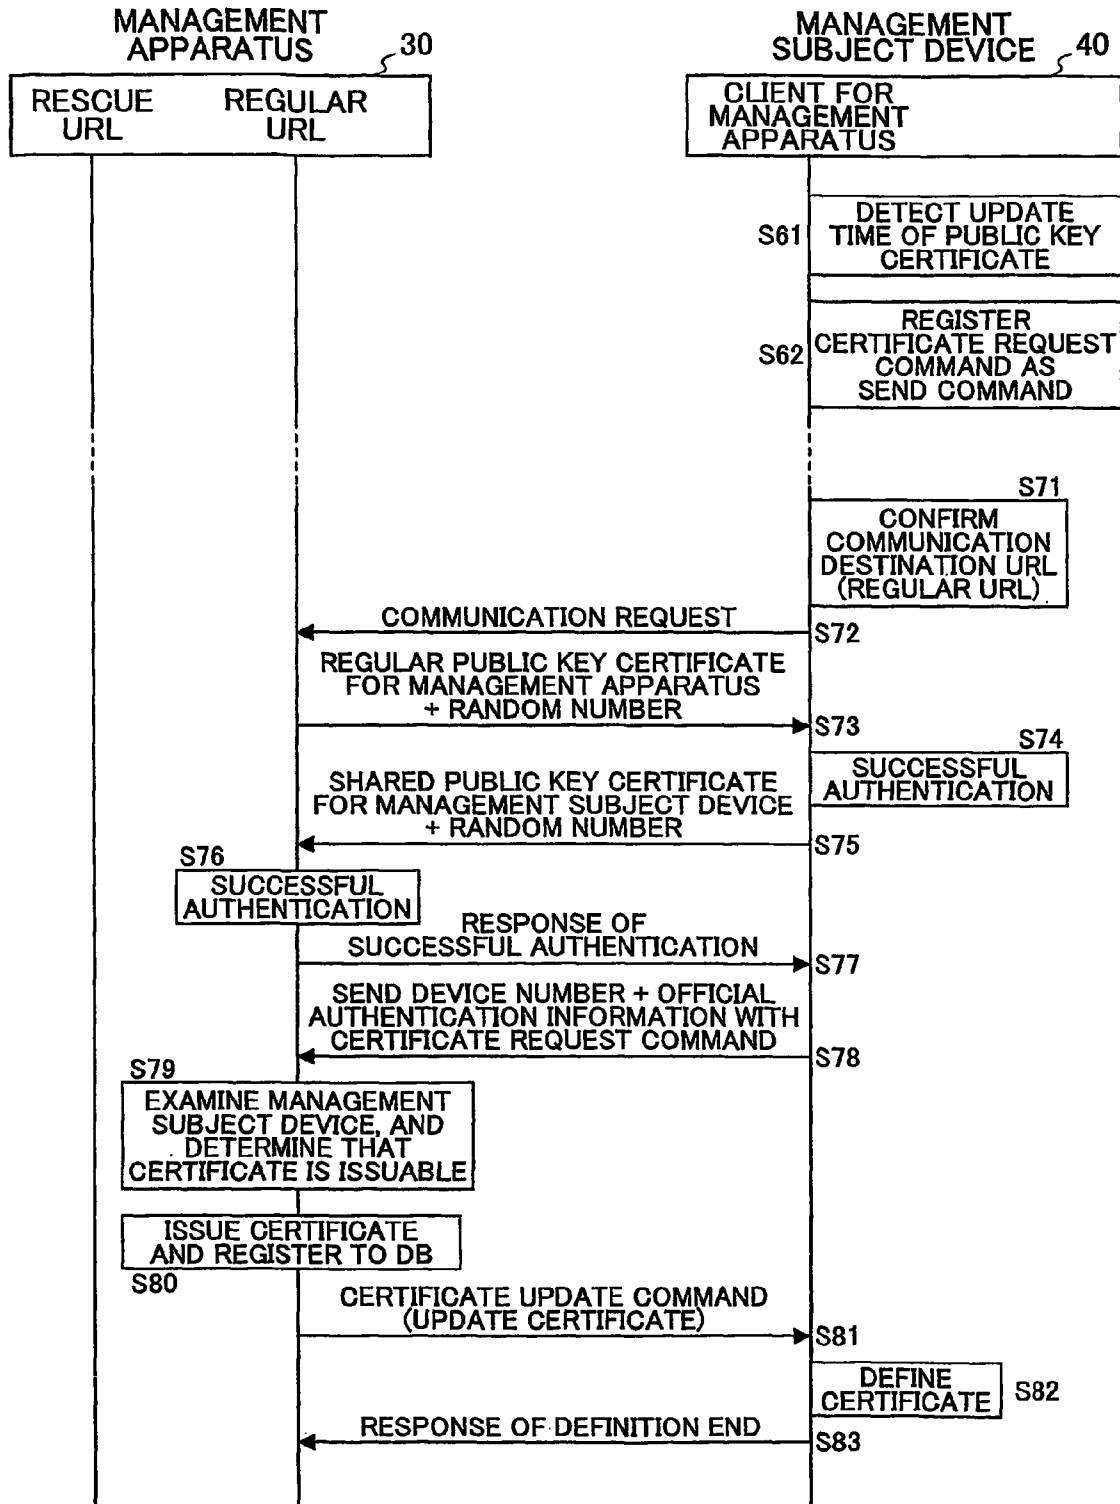 MANAGEMENT
APPARATUS
30
MANAGEMENT
SUBJECT DEVICE
40
RESCUE
URL
REGULAR
URL
CLIENT FOR
MANAGEMENT
APPARATUS
S61
DETECT UPDATE
TIME OF PUBLIC KEY
CERTIFICATE
S62
REGISTER
CERTIFICATE REQUEST
COMMAND AS
SEND COMMAND
S71
CONFIRM
COMMUNICATION
DESTINATION URL
(REGULAR URL)
COMMUNICATION REQUEST
S72
REGULAR PUBLIC KEY CERTIFICATE
FOR MANAGEMENT APPARATUS
+ RANDOM NUMBER
S73
S74
SUCCESSFUL
AUTHENTICATION
SHARED PUBLIC KEY CERTIFICATE
FOR MANAGEMENT SUBJECT DEVICE
+ RANDOM NUMBER
S75
S76
SUCCESSFUL
AUTHENTICATION
RESPONSE OF
SUCCESSFUL AUTHENTICATION
S77
SEND DEVICE NUMBER + OFFICIAL
AUTHENTICATION INFORMATION WITH
CERTIFICATE REQUEST COMMAND
S78
S79
EXAMINE MANAGEMENT
SUBJECT DEVICE, AND
DETERMINE THAT
CERTIFICATE IS ISSUABLE
ISSUE CERTIFICATE
AND REGISTER TO DB
S80
CERTIFICATE UPDATE COMMAND
(UPDATE CERTIFICATE)
S81
DEFINE
CERTIFICATE
S82
RESPONSE OF DEFINITION END
S83